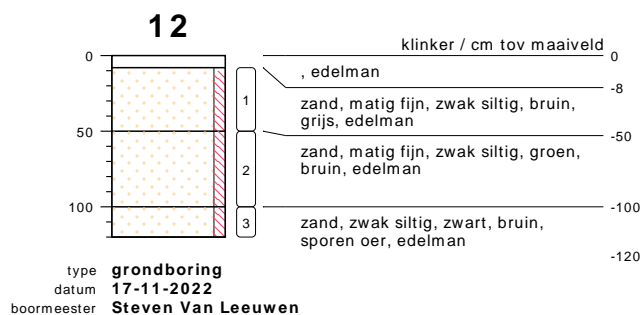 12
klinker / cm tov maaiveld
0 0
, edelman
-8
zand, matig fijn, zwak siltig, bruin,
grijs, edelman
1
50 -50
zand, matig fijn, zwak siltig, groen,
bruin, edelman
2
100 -100
3
zand, zwak siltig, zwart, bruin,
sporen oer, edelman
-120
type grondboring
datum 17-11-2022
boormeester Steven Van Leeuwen